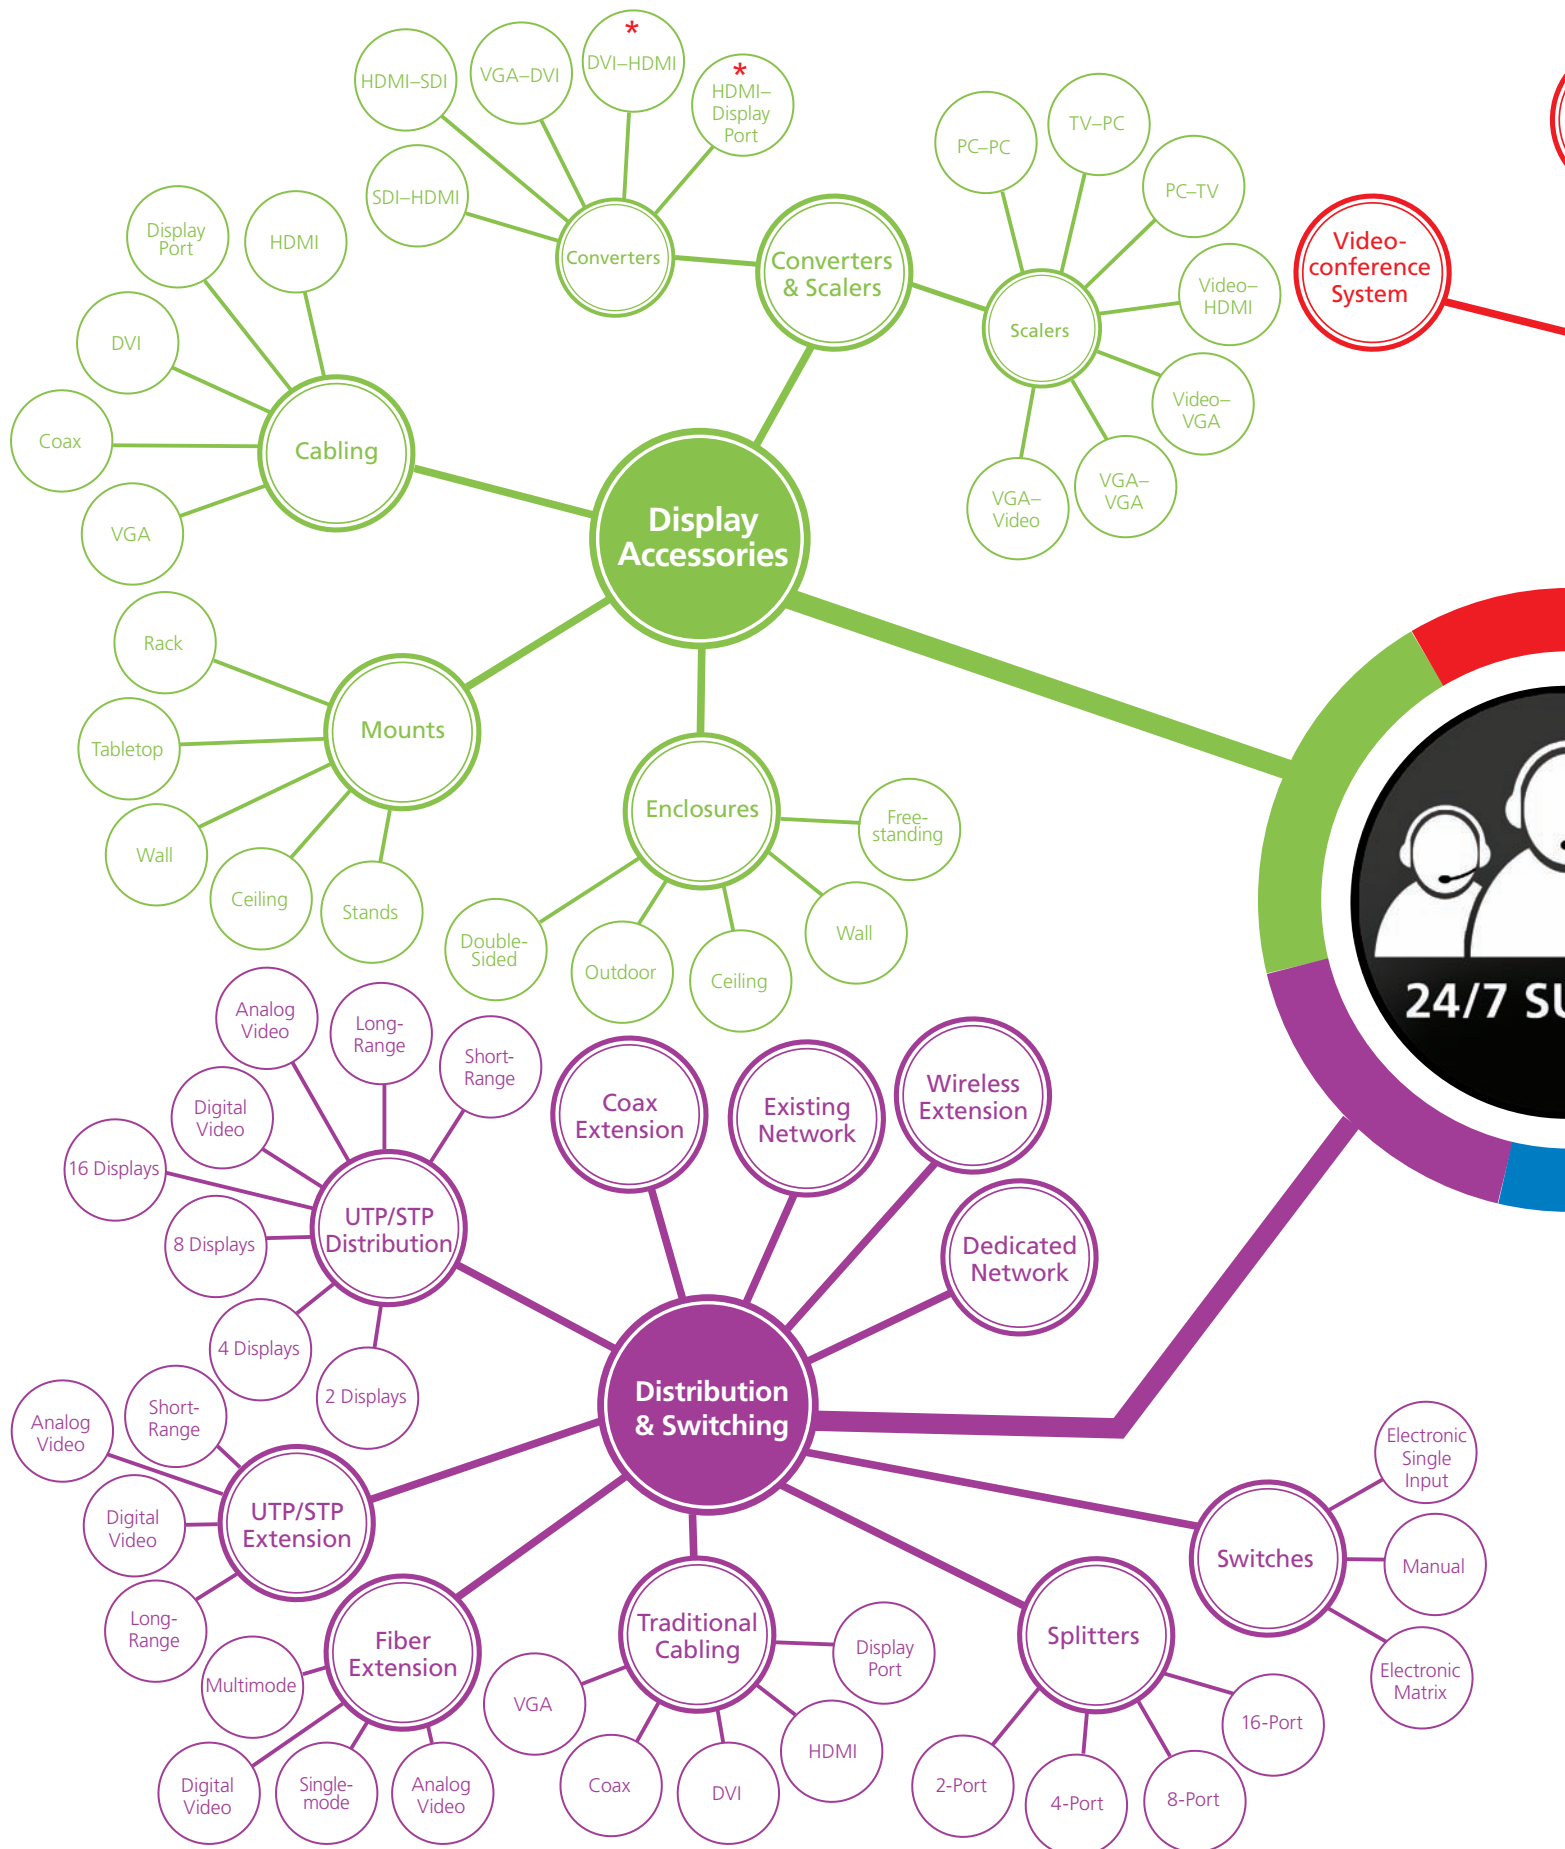 *
DVI–HDMI
HDMI–SDI
VGA–DVI
*
HDMI–
Display
Port
SDI–HDMI
Converters
Converters
& Scalers
PC–PC
TV–PC
PC–TV
Video–
HDMI
Scalers
Video–
VGA
VGA–
VGA
VGA–
Video
Video-
conference
System
Display
Port
HDMI
DVI
Coax
VGA
Cabling
Display
Accessories
Rack
Tabletop
Wall
Ceiling
Stands
Mounts
Enclosures
Free-
standing
Wall
Ceiling
Outdoor
Double-
Sided
24/7 SU
Analog
Video
Long-
Range
Short-
Range
Digital
Video
16 Displays
8 Displays
4 Displays
2 Displays
UTP/STP
Distribution
Coax
Extension
Existing
Network
Wireless
Extension
Dedicated
Network
Distribution
& Switching
Analog
Video
Short-
Range
Digital
Video
Long-
Range
UTP/STP
Extension
Fiber
Extension
Multimode
Digital
Video
Single-
mode
Analog
Video
Traditional
Cabling
VGA
Coax
DVI
HDMI
Display
Port
Splitters
2-Port
4-Port
8-Port
16-Port
Switches
Electronic
Single
Input
Manual
Electronic
Matrix